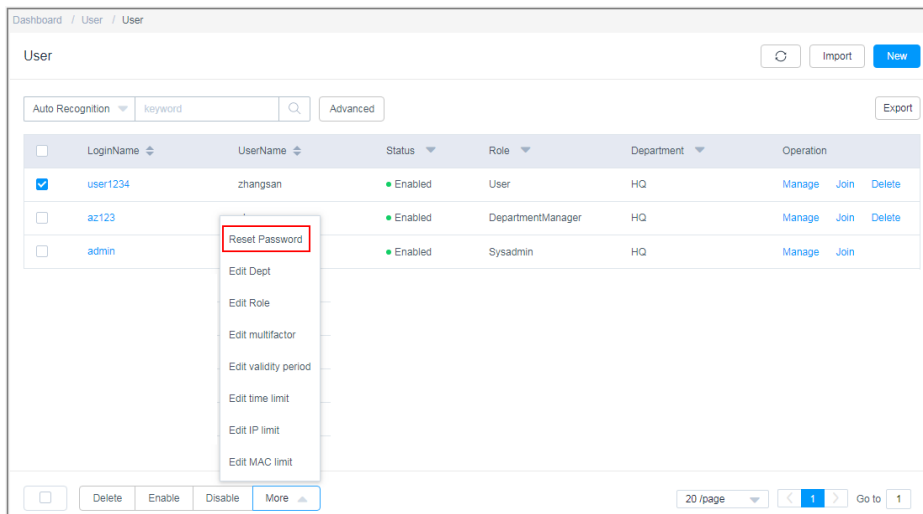 Dashboard / User / User
User Import New
Auto Recognition keyword Advanced Export
LoginName UserName Status Role Department Operation
user1234 zhangsan Enabled User HQ Manage Join Delete
az123 Enabled DepartmentManager HQ Manage Join Delete
admin Enabled Sysadmin HQ Manage Join
Reset Password
Edit Dept
Edit Role
Edit multifactor
Edit validity period
Edit time limit
Edit IP limit
Edit MAC limit
Delete Enable Disable More 20 /page 1 Go to 1